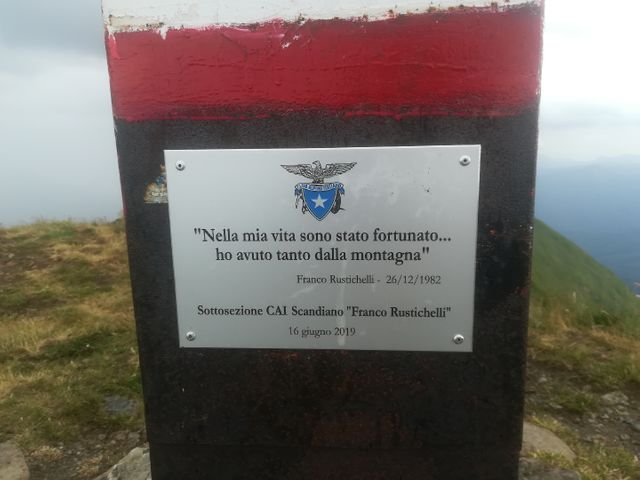 "Nella mia vita sono stato fortunato...
ho avuto tanto dalla montagna"
Franco Rustichelli - 26/12/1982
Sottosezione CAI Scandiano "Franco Rustichelli"
16 giugno 2019